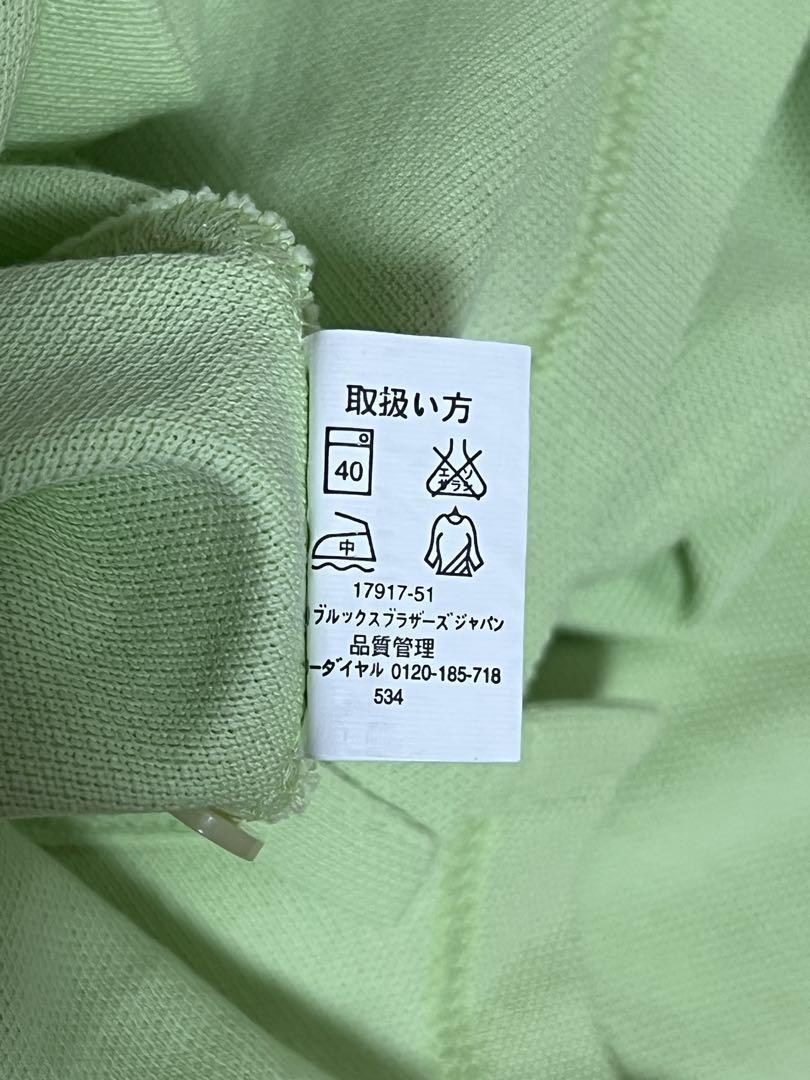 取扱い方
40
エンソ
サラシ
中
17917-51
ブルックスブラザーズジャパン
品質管理
ーダイヤル 0120-185-718
534